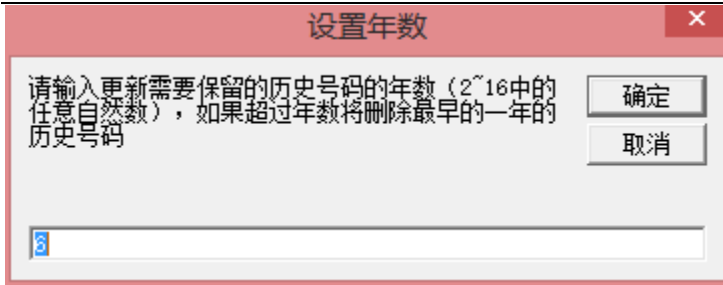 设置年数
×
请输入更新需要保留的历史号码的年数（2~16中的
任意自然数），如果超过年数将删除最早的一年的
历史号码
确定
取消
6